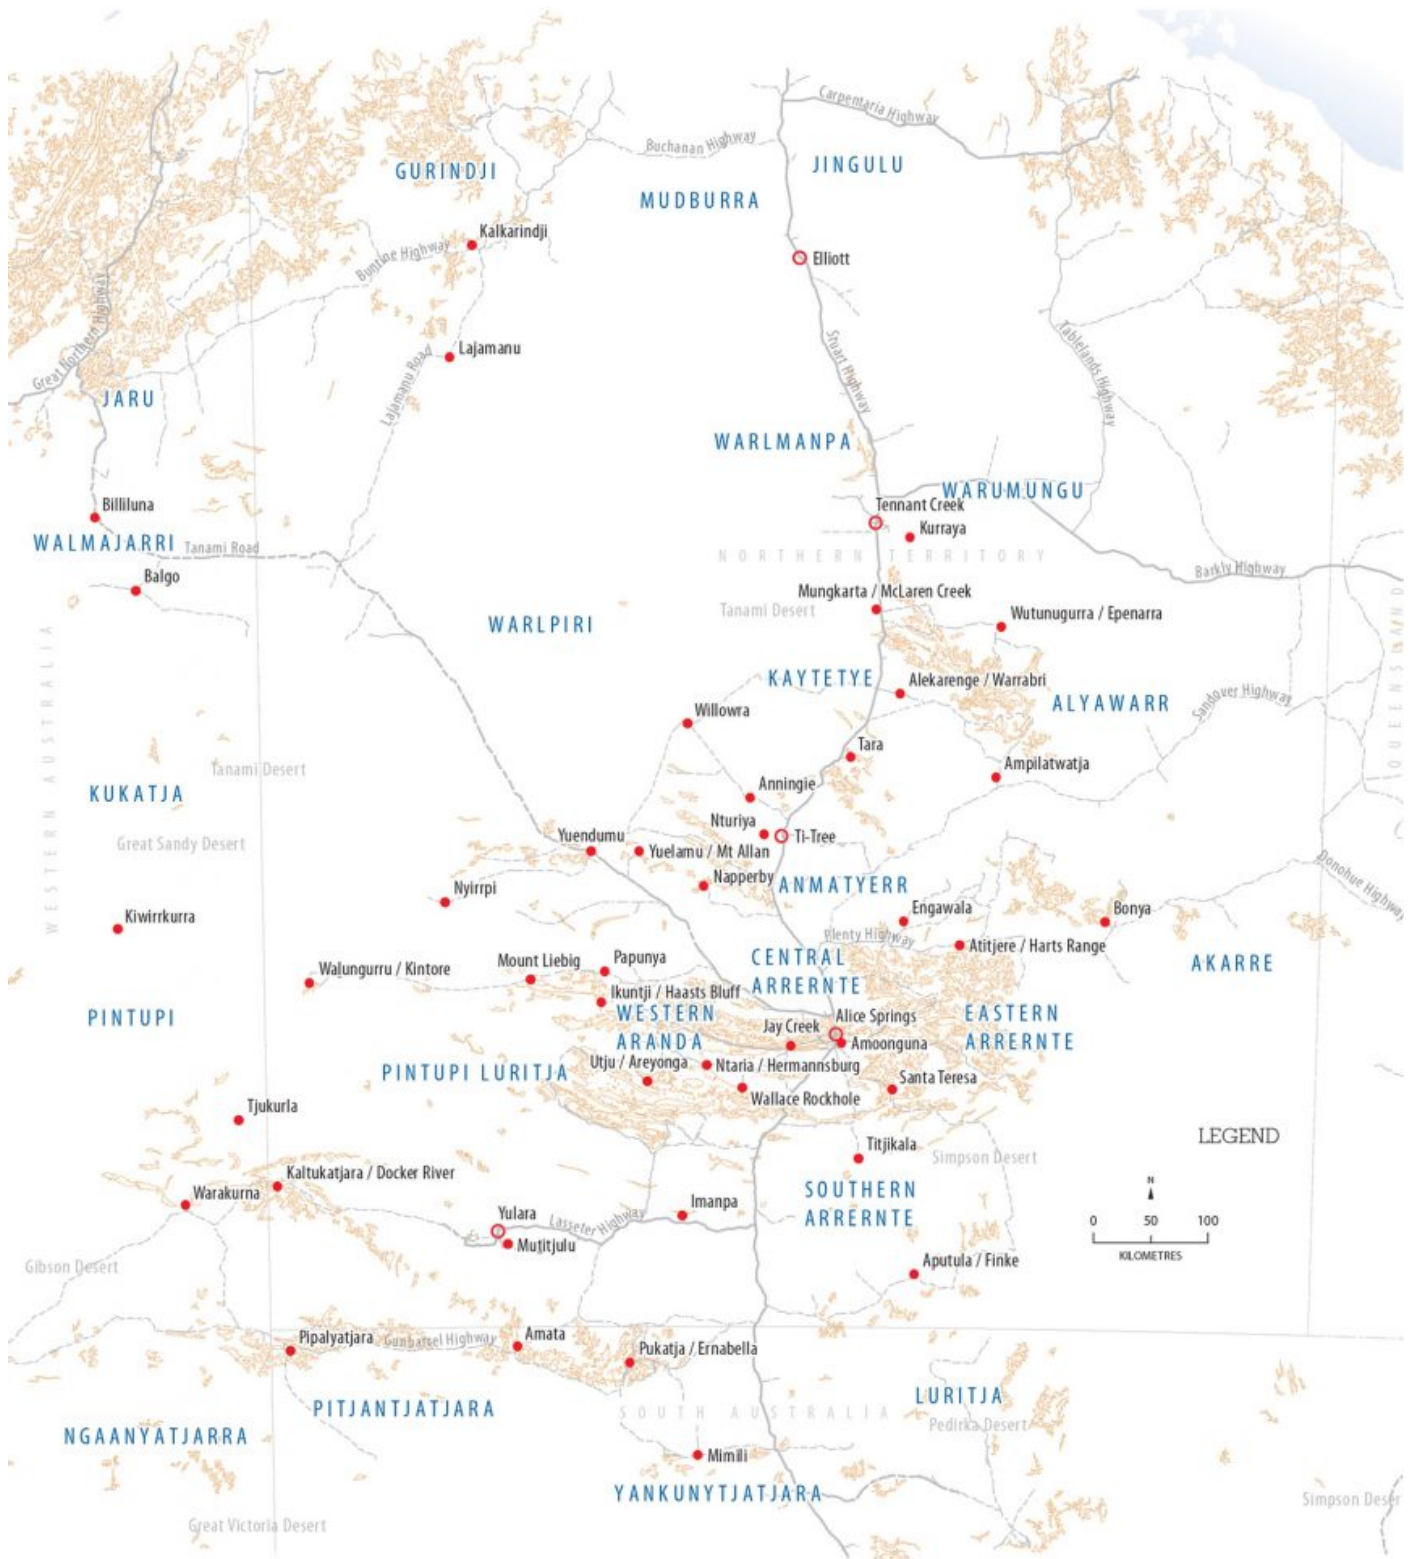 Carpentaria Highway
Buchanan Highway
JINGULU
GURINDJI
MUDBURRA
Kalkarindji
Buntine Highway
Elliott
Great Northern Highway
Stuart Highway
Tablelands Highway
Lajamanu
Lajamanu Road
JARU
WARLMANPA
WARUMUNGU
Billiluna
Tennant Creek
Kurraya
WALMAJARRI
Tanami Road
NORTHERN TERRITORY
Barkly Highway
Balgo
Mungkarta / McLaren Creek
Tanami Desert
Wutunugurra / Epenarra
WARLPIRI
WESTERN AUSTRALIA
QUEENSLAND
KAYTETYE
Alekarenge / Warrabri
ALYAWARR
Sandover Highway
Willowra
Tara
Ampilatwatja
Tanami Desert
KUKATJA
Anningie
Nturiya
Ti-Tree
Great Sandy Desert
Yuendumu
Yuelamu / Mt Allan
Donohue Highway
Napperby
ANMATYERR
Nyirrpi
Engawala
Bonya
Kiwirrkurra
Plenty Highway
Atitjere / Harts Range
CENTRAL
ARRERNTE
AKARRE
Walungurru / Kintore
Mount Liebig
Papunya
Ikuntji / Haasts Bluff
WESTERN
ARANDA
PINTUPI
Jay Creek
Alice Springs
EASTERN
ARRERNTE
Amoonguna
Utju / Areyonga
Ntaria / Hermannsburg
PINTUPI LURITJA
Santa Teresa
Wallace Rockhole
Tjukurla
LEGEND
Titjikala
Simpson Desert
Kaltukatjara / Docker River
Warakurna
SOUTHERN
ARRERNTE
Imanpa
Yulara
Lasseter Highway
Mutitjulu
N
0 50 100
KILOMETRES
Gibson Desert
Aputula / Finke
Pipalyatjara
Gunbarrel Highway
Amata
Pukatja / Ernabella
PITJANTJATJARA
SOUTH AUSTRALIA
LURITJA
Pedirka Desert
NGAANYATJARRA
Mimili
YANKUNYTJATJARA
Simpson Deser
Great Victoria Desert